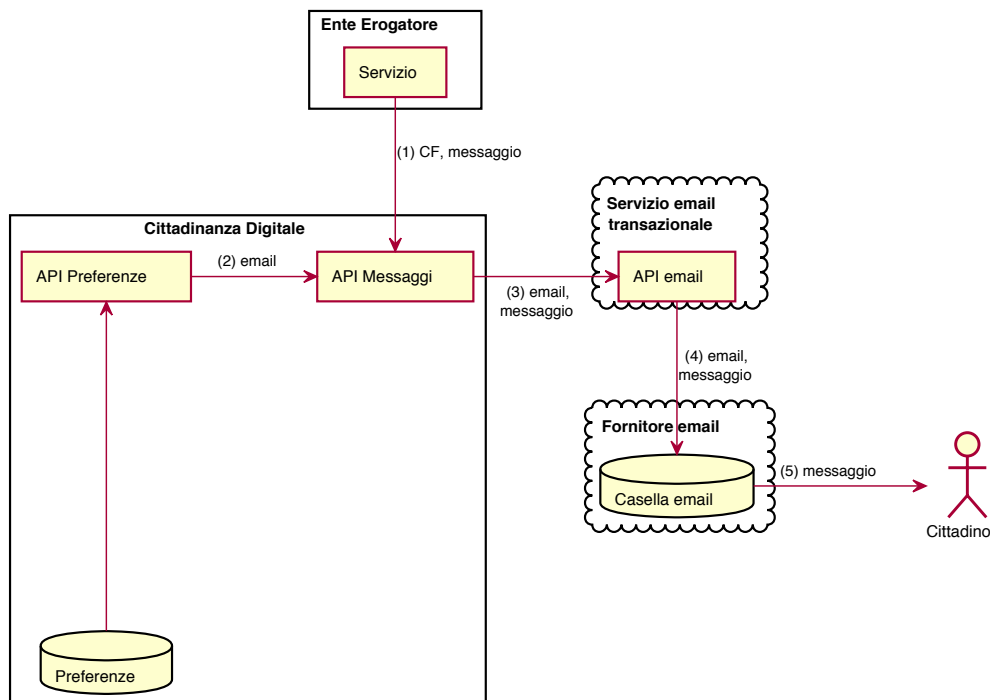 Ente Erogatore
Servizio
(1) CF, messaggio
Servizio email
transazionale
Cittadinanza Digitale
API Preferenze
(2) email
API Messaggi
(3) email,
messaggio
API email
(4) email,
messaggio
Fornitore email
Casella email
(5) messaggio
Cittadino
Preferenze